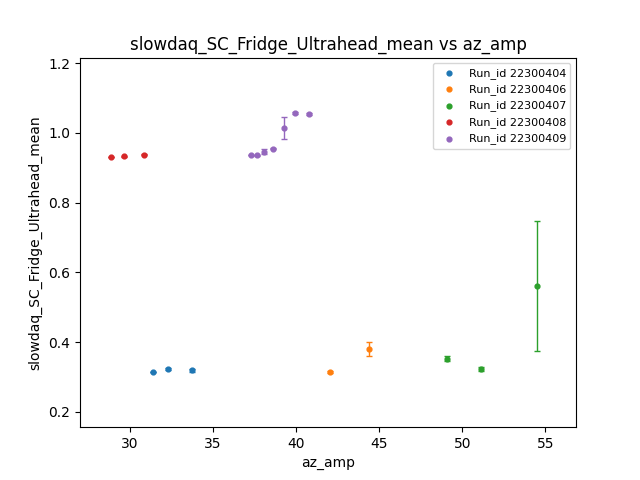 slowdaq_SC_Fridge_Ultrahead_mean vs az_amp
Run_id 22300404
Run_id 22300406
Run_id 22300407
Run_id 22300408
Run_id 22300409
slowdaq_SC_Fridge_Ultrahead_mean
1.2
1.0
0.8
0.6
0.4
0.2
30 35 40 45 50 55
az_amp